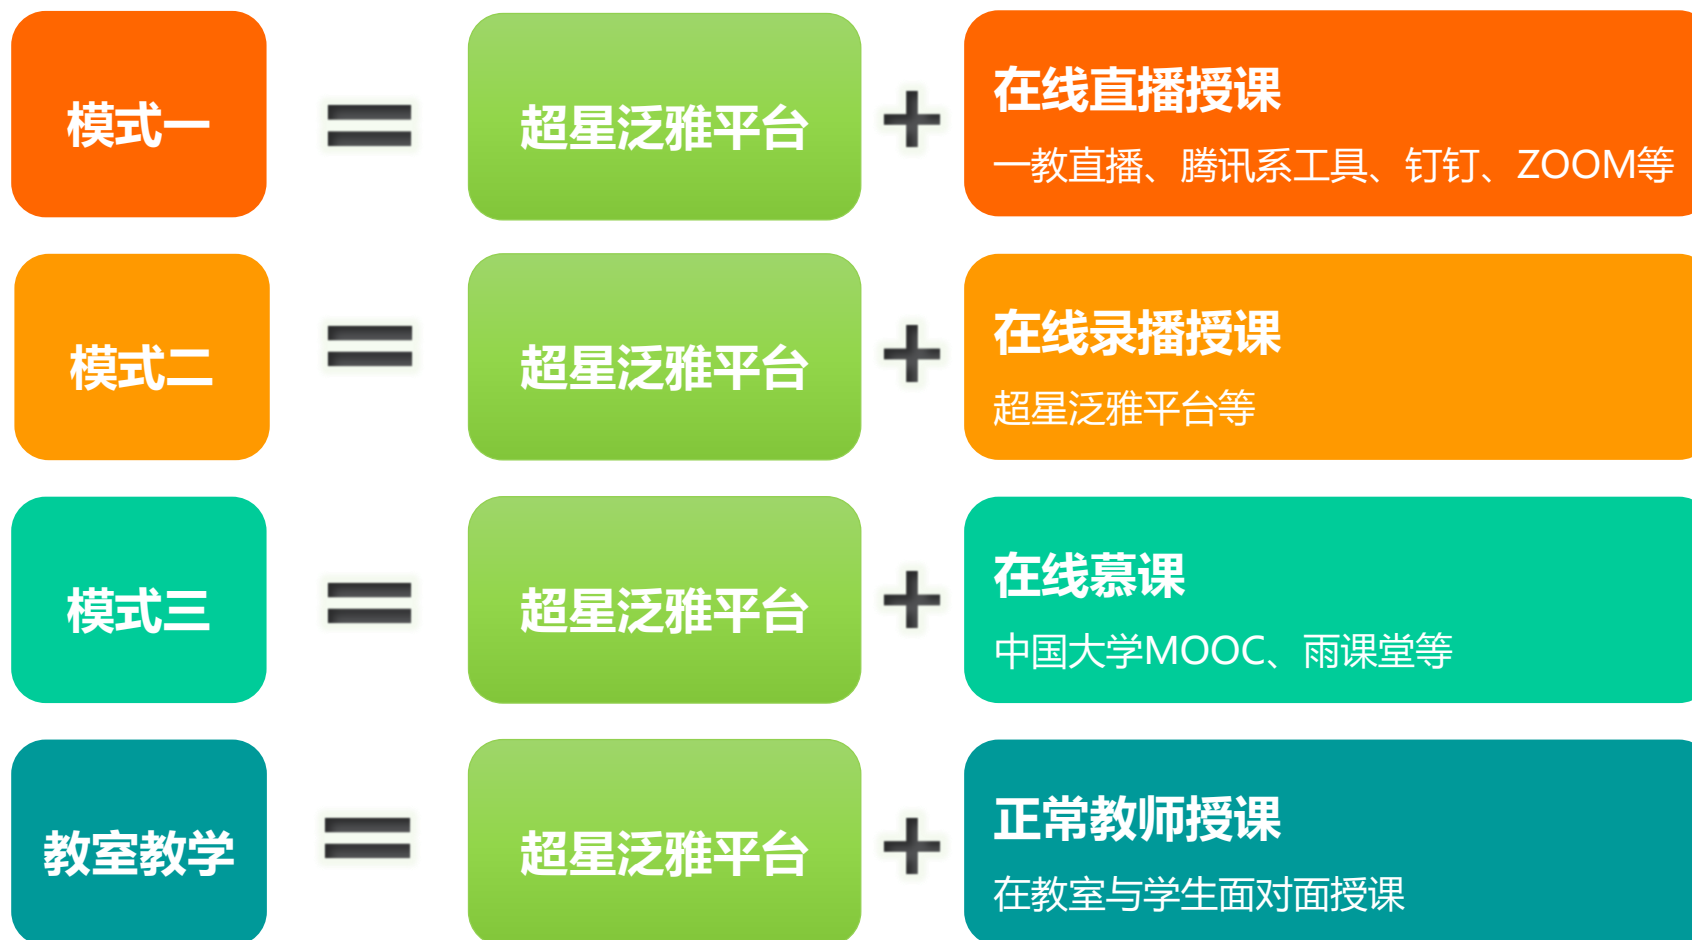 模式一
超星泛雅平台
在线直播授课
一教直播、腾讯系工具、钉钉、ZOOM等
模式二
超星泛雅平台
在线录播授课
超星泛雅平台等
模式三
超星泛雅平台
在线慕课
中国大学MOOC、雨课堂等
教室教学
超星泛雅平台
正常教师授课
在教室与学生面对面授课